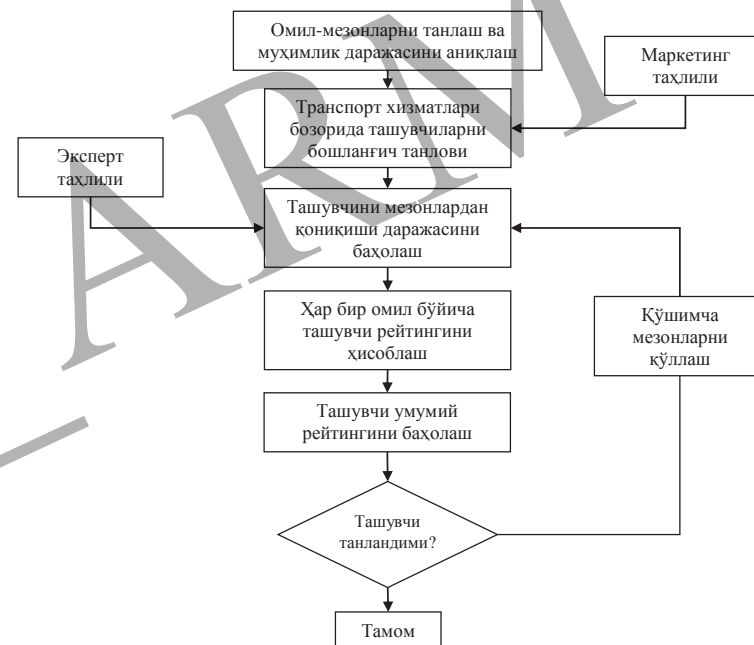 Омил-мезонларни танлаш ва
муҳимлик даражасини аниқлаш
Маркетинг
таҳлили
Транспорт хизматлари
бозорида ташувчиларни
бошланғич танлови
Эксперт
таҳлили
Ташувчини мезонлардан
қониқиши даражасини
баҳолаш
Ҳар бир омил бўйича
ташувчи рейтингини
ҳисоблаш
Қўшимча
мезонларни
қўллаш
Ташувчи умумий
рейтингини баҳолаш
Ташувчи
танландими?
Тамом
_ARM